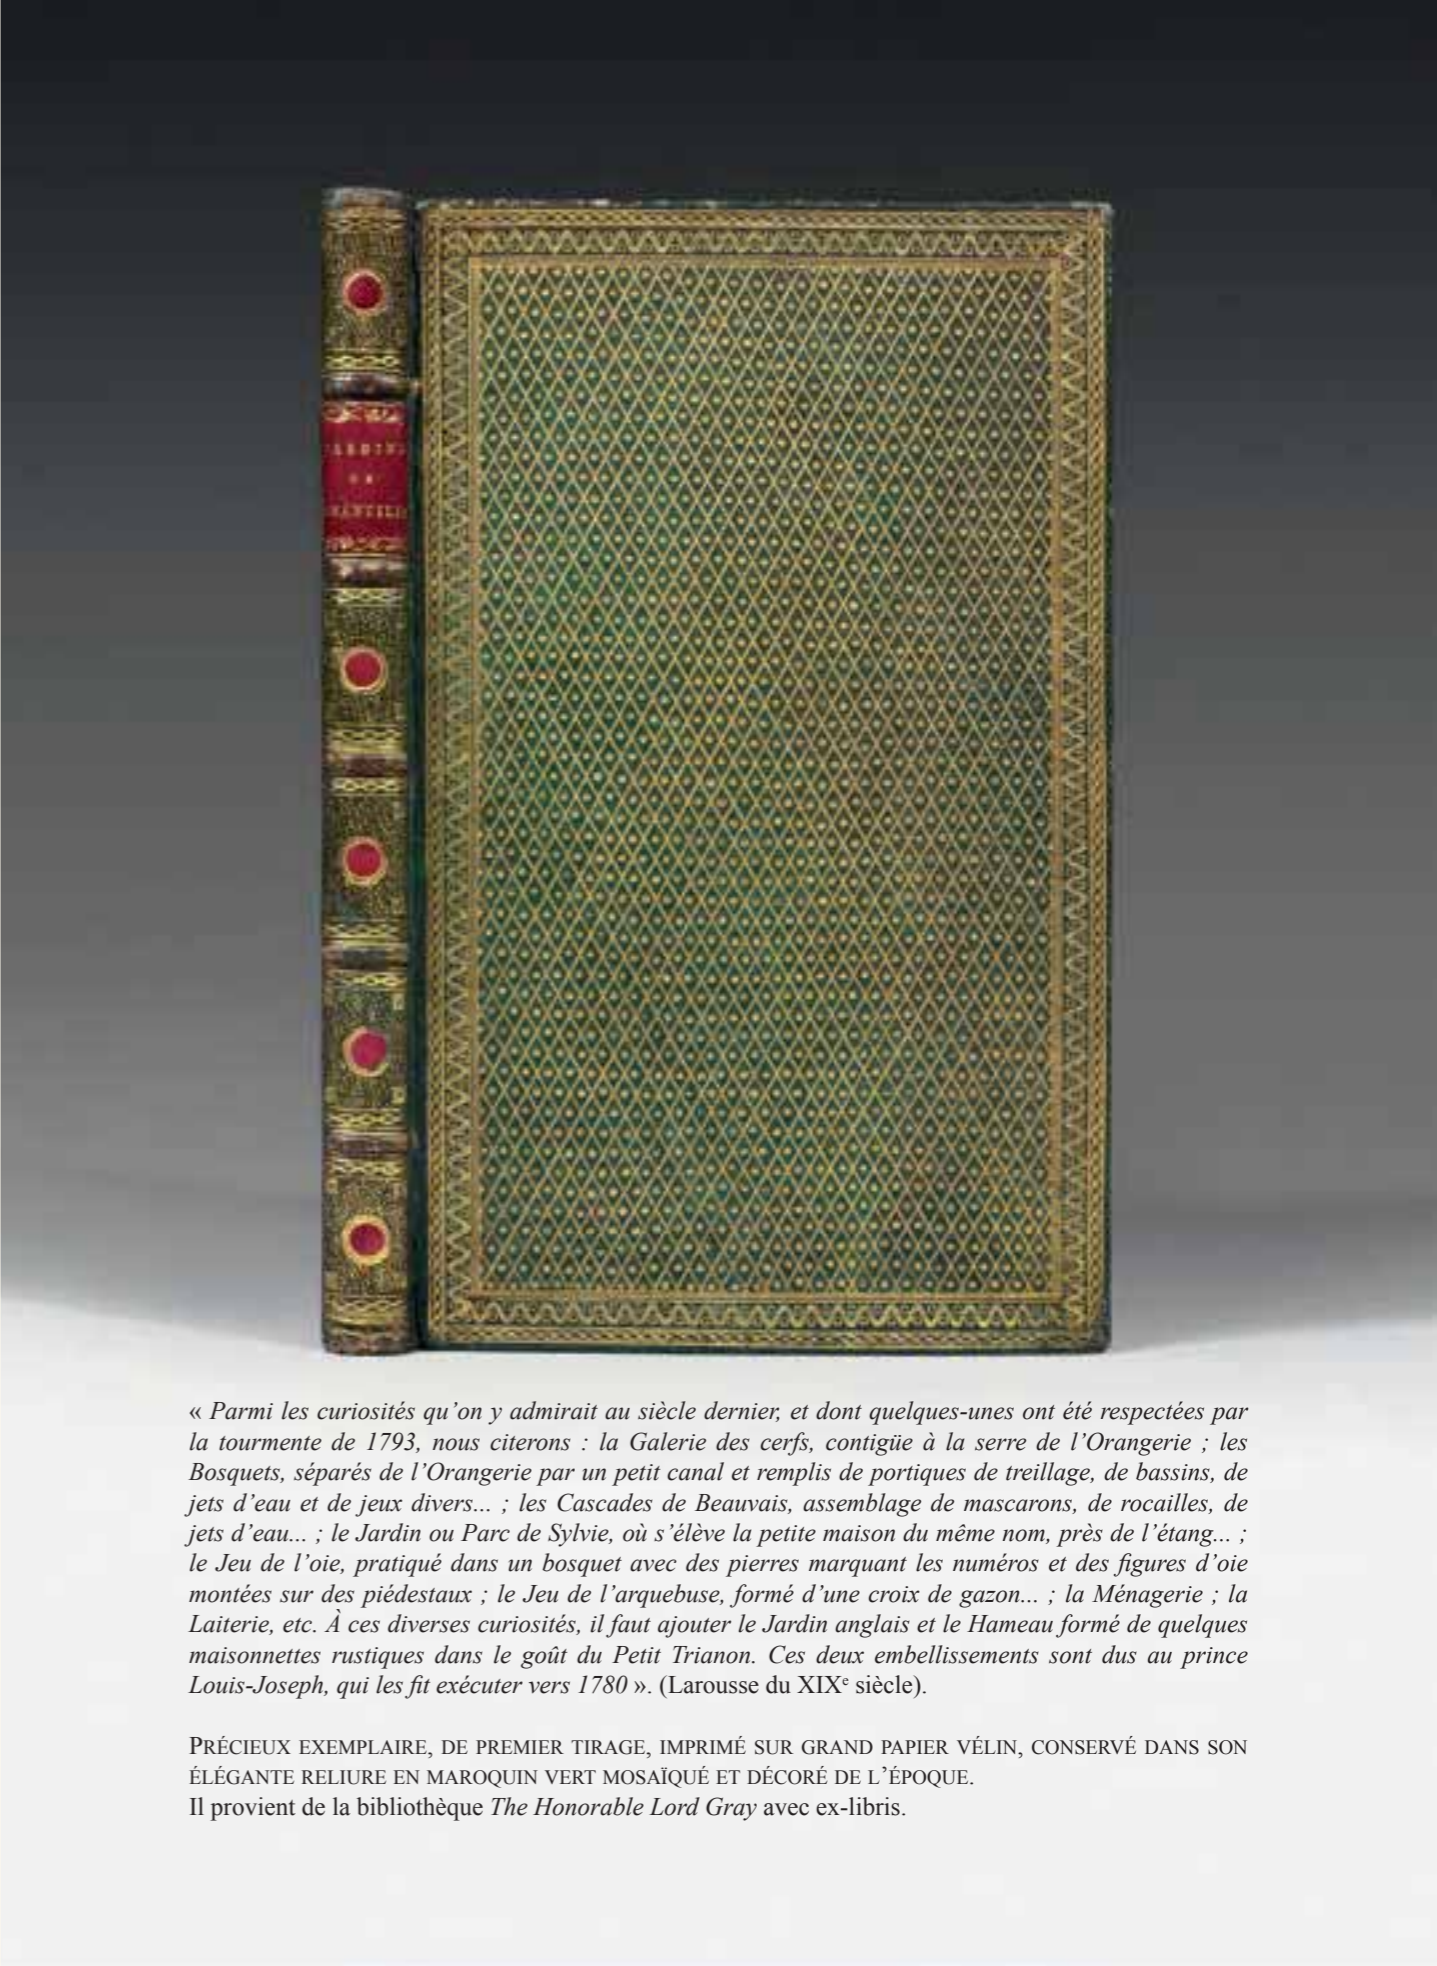 DE
« Parmi les curiosités qu’on y admirait au siècle dernier, et dont quelques-unes ont été respectées par
la tourmente de 1793, nous citerons : la Galerie des cerfs, contigüe à la serre de l’Orangerie ; les
Bosquets, séparés de l’Orangerie par un petit canal et remplis de portiques de treillage, de bassins, de
jets d’eau et de jeux divers... ; les Cascades de Beauvais, assemblage de mascarons, de rocailles, de
jets d’eau... ; le Jardin ou Parc de Sylvie, où s’élève la petite maison du même nom, près de l’étang... ;
le Jeu de l’oie, pratiqué dans un bosquet avec des pierres marquant les numéros et des figures d’oie
montées sur des piédestaux ; le Jeu de l’arquebuse, formé d’une croix de gazon... ; la Ménagerie ; la
Laiterie, etc. À ces diverses curiosités, il faut ajouter le Jardin anglais et le Hameau formé de quelques
maisonnettes rustiques dans le goût du Petit Trianon. Ces deux embellissements sont dus au prince
Louis-Joseph, qui les fit exécuter vers 1780 ». (Larousse du XIXe siècle).
PRÉCIEUX EXEMPLAIRE, DE PREMIER TIRAGE, IMPRIMÉ SUR GRAND PAPIER VÉLIN, CONSERVÉ DANS SON
ÉLÉGANTE RELIURE EN MAROQUIN VERT MOSAÏQUÉ ET DÉCORÉ DE L’ÉPOQUE.
Il provient de la bibliothèque The Honorable Lord Gray avec ex-libris.